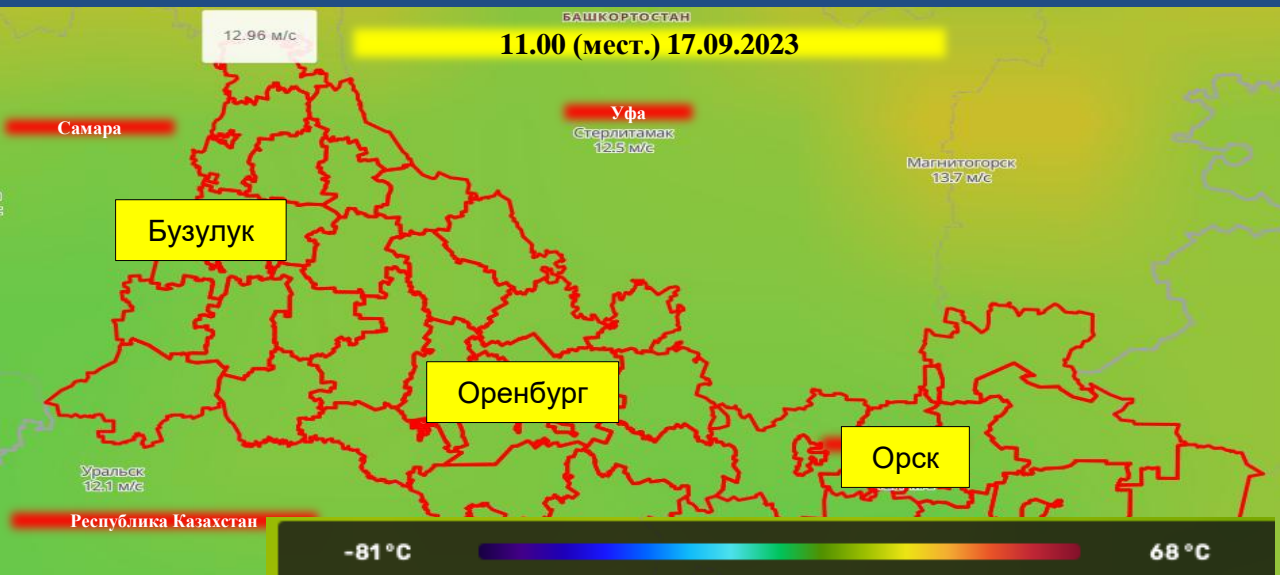 БАШКОРТОСТАН
12.96 м/с
11.00 (мест.) 17.09.2023
Самара
Уфа
Стерлитамак
12.5 м/с
Магнитогорск
13.7 м/с
Бузулук
Оренбург
Орск
Уральск
12.1 м/с
Республика Казахстан
-81°C
68°C